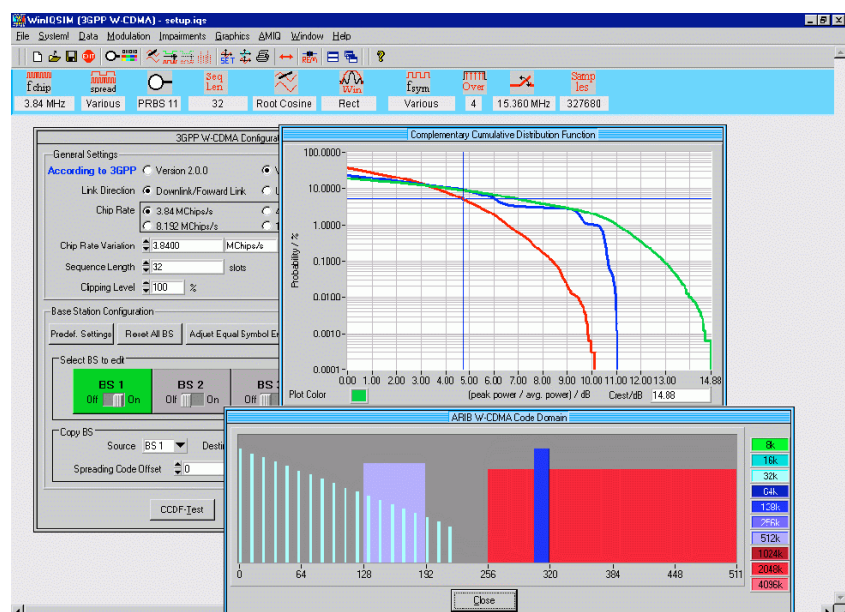 WinIQSIM (3GPP W-CDMA) - setup.iqs
File System! Data Modulation Impairments Graphics AMIQ Window Help
EXIT SET REM ?
fchip spread Seq Len Win fsym Over Samp les
3.84 MHz Various PRBS 11 32 Root Cosine Rect Various 4 15.360 MHz 327680
3GPP W-CDMA Configurat
General Settings
According to 3GPP Version 2.0.0 V
Link Direction Downlink/Forward Link U
Chip Rate 3.84 MChips/s 4
8.192 MChips/s 1
Chip Rate Variation 3.8400 MChips/s
Sequence Length 32 slots
Clipping Level 100 %
Base Station Configuration
Predef. Settings Reset All BS Adjust Equal Symbol En
Select BS to edit
BS 1 BS 2 BS 3
Off On Off On Off
Copy BS
Source BS 1 Destin
Spreading Code Offset 0
CCDF-Test
Complementary Cumulative Distribution Function
100.0000
10.0000
1.0000
0.1000
0.0100
0.0010
0.0001
Probability / %
0.00 1.00 2.00 3.00 4.00 5.00 6.00 7.00 8.00 9.00 10.00 11.00 12.00 13.00 14.88
Plot Color (peak power / avg. power) / dB Crest/dB 14.88
ARIB W-CDMA Code Domain
8k
16k
32k
64k
128k
256k
512k
1024k
2048k
4096k
0 64 128 192 256 320 384 448 511
Close